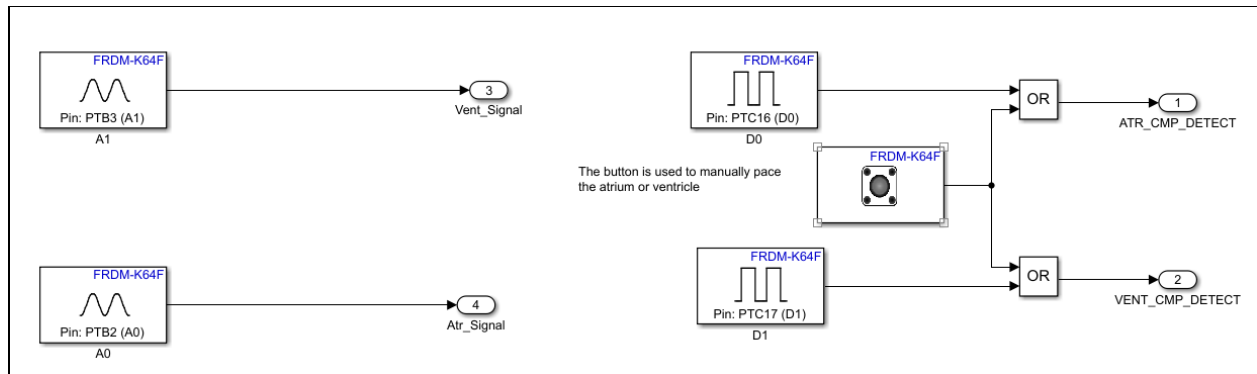 FRDM-K64F
Pin: PTB3 (A1)
A1
3
Vent_Signal
FRDM-K64F
Pin: PTC16 (D0)
D0
OR
1
ATR_CMP_DETECT
The button is used to manually pace
the atrium or ventricle
FRDM-K64F
FRDM-K64F
Pin: PTB2 (A0)
A0
4
Atr_Signal
FRDM-K64F
Pin: PTC17 (D1)
D1
OR
2
VENT_CMP_DETECT